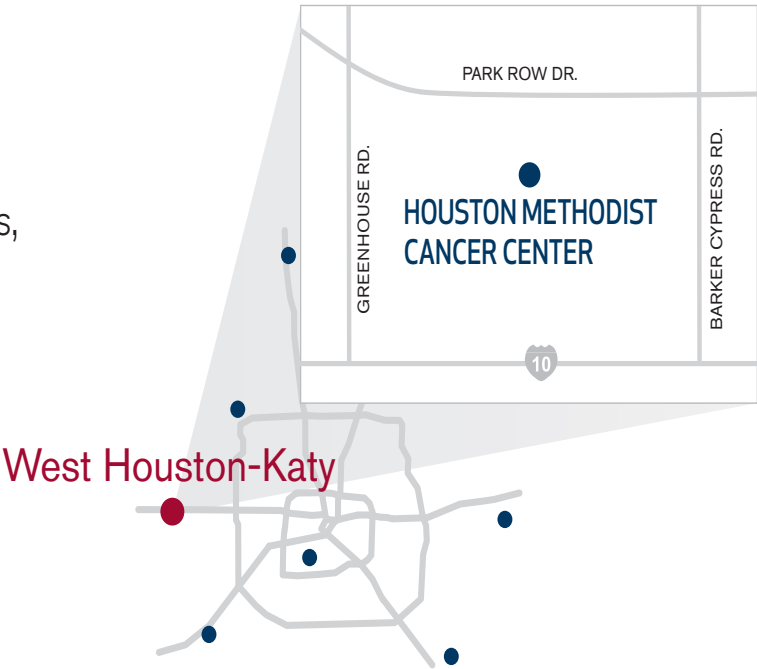 PARK ROW DR.
GREENHOUSE RD.
HOUSTON METHODIST
CANCER CENTER
BARKER CYPRESS RD.
10
s,
West Houston-Katy